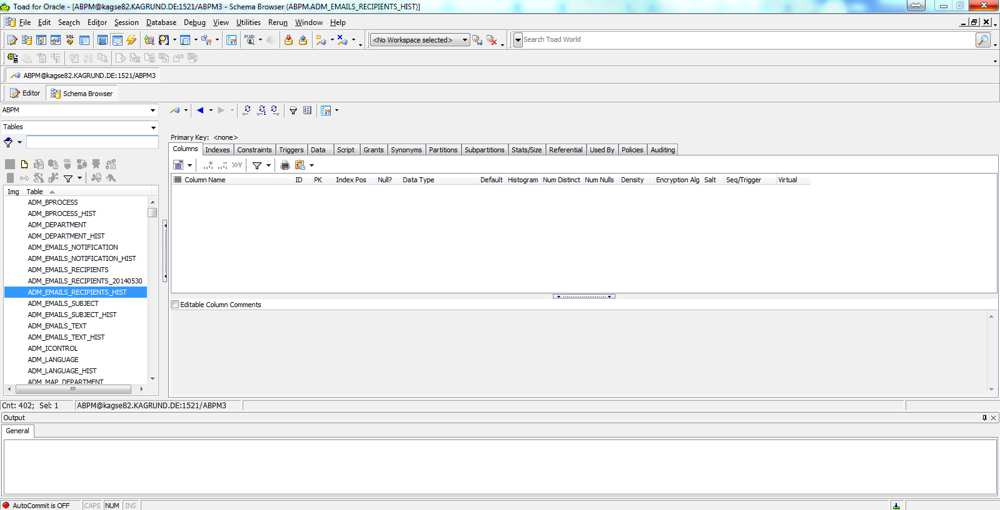 Toad for Oracle - [ABPM@kagse82.KAGRUND.DE:1521/ABPM3 - Schema Browser (ABPM.ADM_EMAILS_RECIPIENTS_HIST)]
File Edit Search Editor Session Database Debug View Utilities Rerun Window Help
SQL PLSQL <No Workspace selected> Search Toad World
ABPM@kagse82.KAGRUND.DE:1521/ABPM3
Editor Schema Browser
ABPM
Tables
Primary Key: <none>
Columns Indexes Constraints Triggers Data Script Grants Synonyms Partitions Subpartitions Stats/Size Referential Used By Policies Auditing
SQL
a=b
Column Name ID PK Index Pos Null? Data Type Default Histogram Num Distinct Num Nulls Density Encryption Alg Salt Seq/Trigger Virtual
Img Table
ADM_BPROCESS
ADM_BPROCESS_HIST
ADM_DEPARTMENT
ADM_DEPARTMENT_HIST
ADM_EMAILS_NOTIFICATION
ADM_EMAILS_NOTIFICATION_HIST
ADM_EMAILS_RECIPIENTS
ADM_EMAILS_RECIPIENTS_20140530
ADM_EMAILS_RECIPIENTS_HIST
ADM_EMAILS_SUBJECT
ADM_EMAILS_SUBJECT_HIST
ADM_EMAILS_TEXT
ADM_EMAILS_TEXT_HIST
ADM_ICONTROL
ADM_LANGUAGE
ADM_LANGUAGE_HIST
ADM_MAP_DEPARTMENT
Editable Column Comments
Cnt: 402; Sel: 1 ABPM@kagse82.KAGRUND.DE:1521/ABPM3
Output
General
AutoCommit is OFF CAPS NUM INS